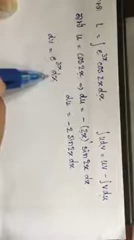 I = ∫ e^{3x} cos 2x dx
∫ u dv = uv - ∫ v du
u = cos 2x ⇒ du = - (2x)' sin 2x dx
du = - 2 sin 2x dx
dv = e^{3x} dx